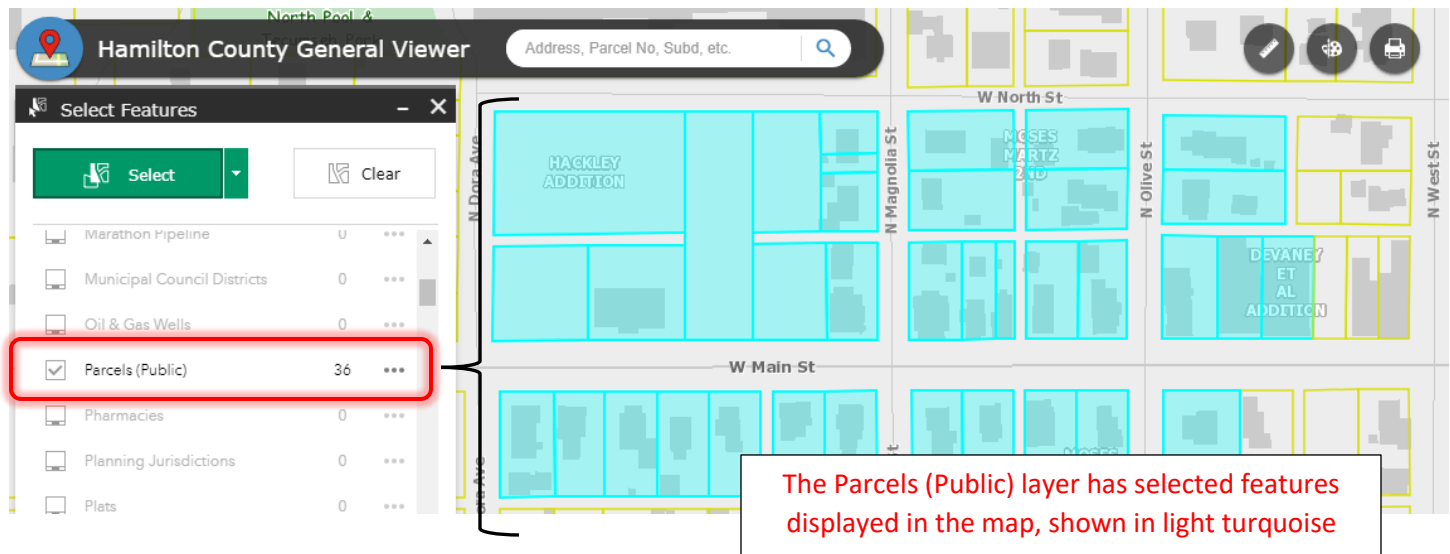 North Pool &
Hamilton County General Viewer
Address, Parcel No, Subd, etc.
Select Features
Select
Clear
Marathon Pipeline 0
Municipal Council Districts 0
Oil & Gas Wells 0
Parcels (Public) 36
Pharmacies 0
Planning Jurisdictions 0
Plats 0
W North St
N Dora Ave
HACKLEY
ADDITION
N Magnolia St
MOSES
MARTZ
2ND
N Olive St
N West St
DEVANEY
ET
AL
ADDITION
W Main St
ora Ave
St
MOSES
The Parcels (Public) layer has selected features
displayed in the map, shown in light turquoise